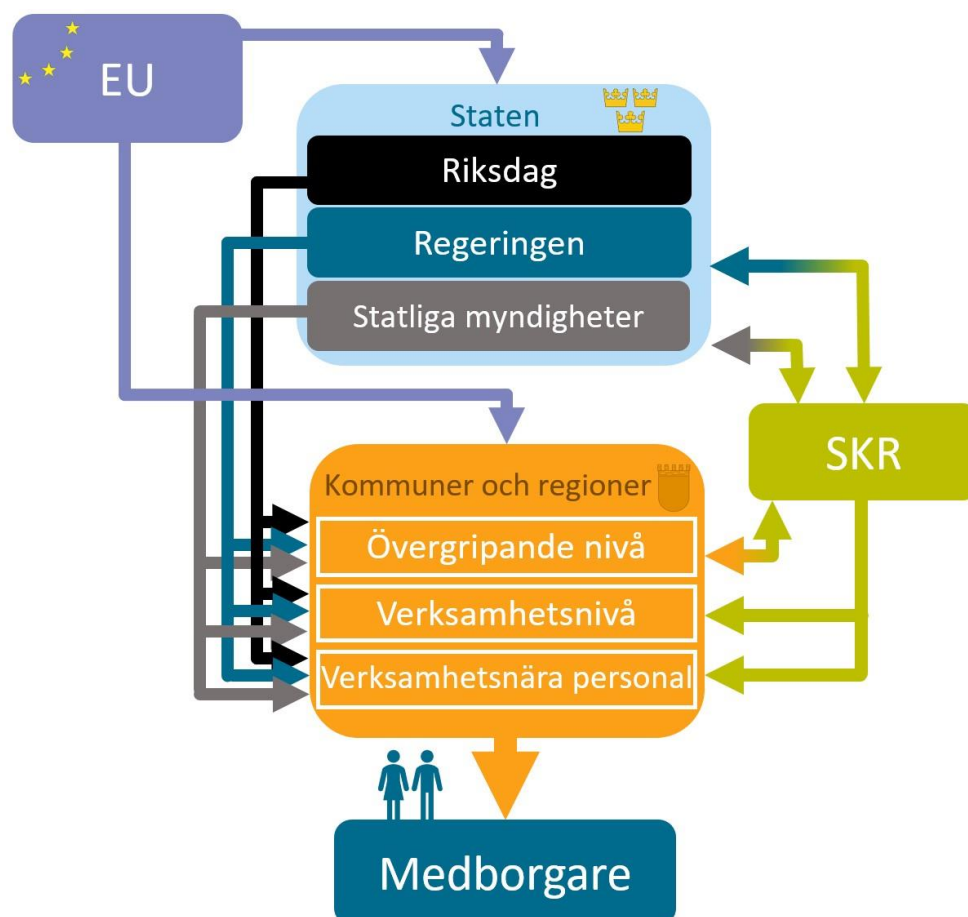 EU
Staten
Riksdag
Regeringen
Statliga myndigheter
SKR
Kommuner och regioner
Övergripande nivå
Verksamhetsnivå
Verksamhetsnära personal
Medborgare